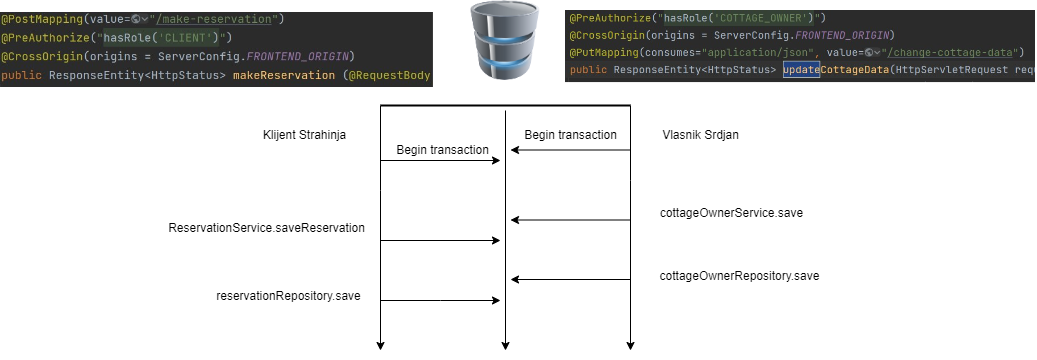 @PostMapping(value="/make-reservation")
@PreAuthorize("hasRole('CLIENT')")
@CrossOrigin(origins = ServerConfig.FRONTEND_ORIGIN)
public ResponseEntity<HttpStatus> makeReservation (@RequestBody
@PreAuthorize("hasRole('COTTAGE_OWNER')")
@CrossOrigin(origins = ServerConfig.FRONTEND_ORIGIN)
@PutMapping(consumes="application/json", value="/change-cottage-data")
public ResponseEntity<HttpStatus> updateCottageData(HttpServletRequest requ
Klijent Strahinja
Begin transaction
Begin transaction
Vlasnik Srdjan
ReservationService.saveReservation
cottageOwnerService.save
reservationRepository.save
cottageOwnerRepository.save